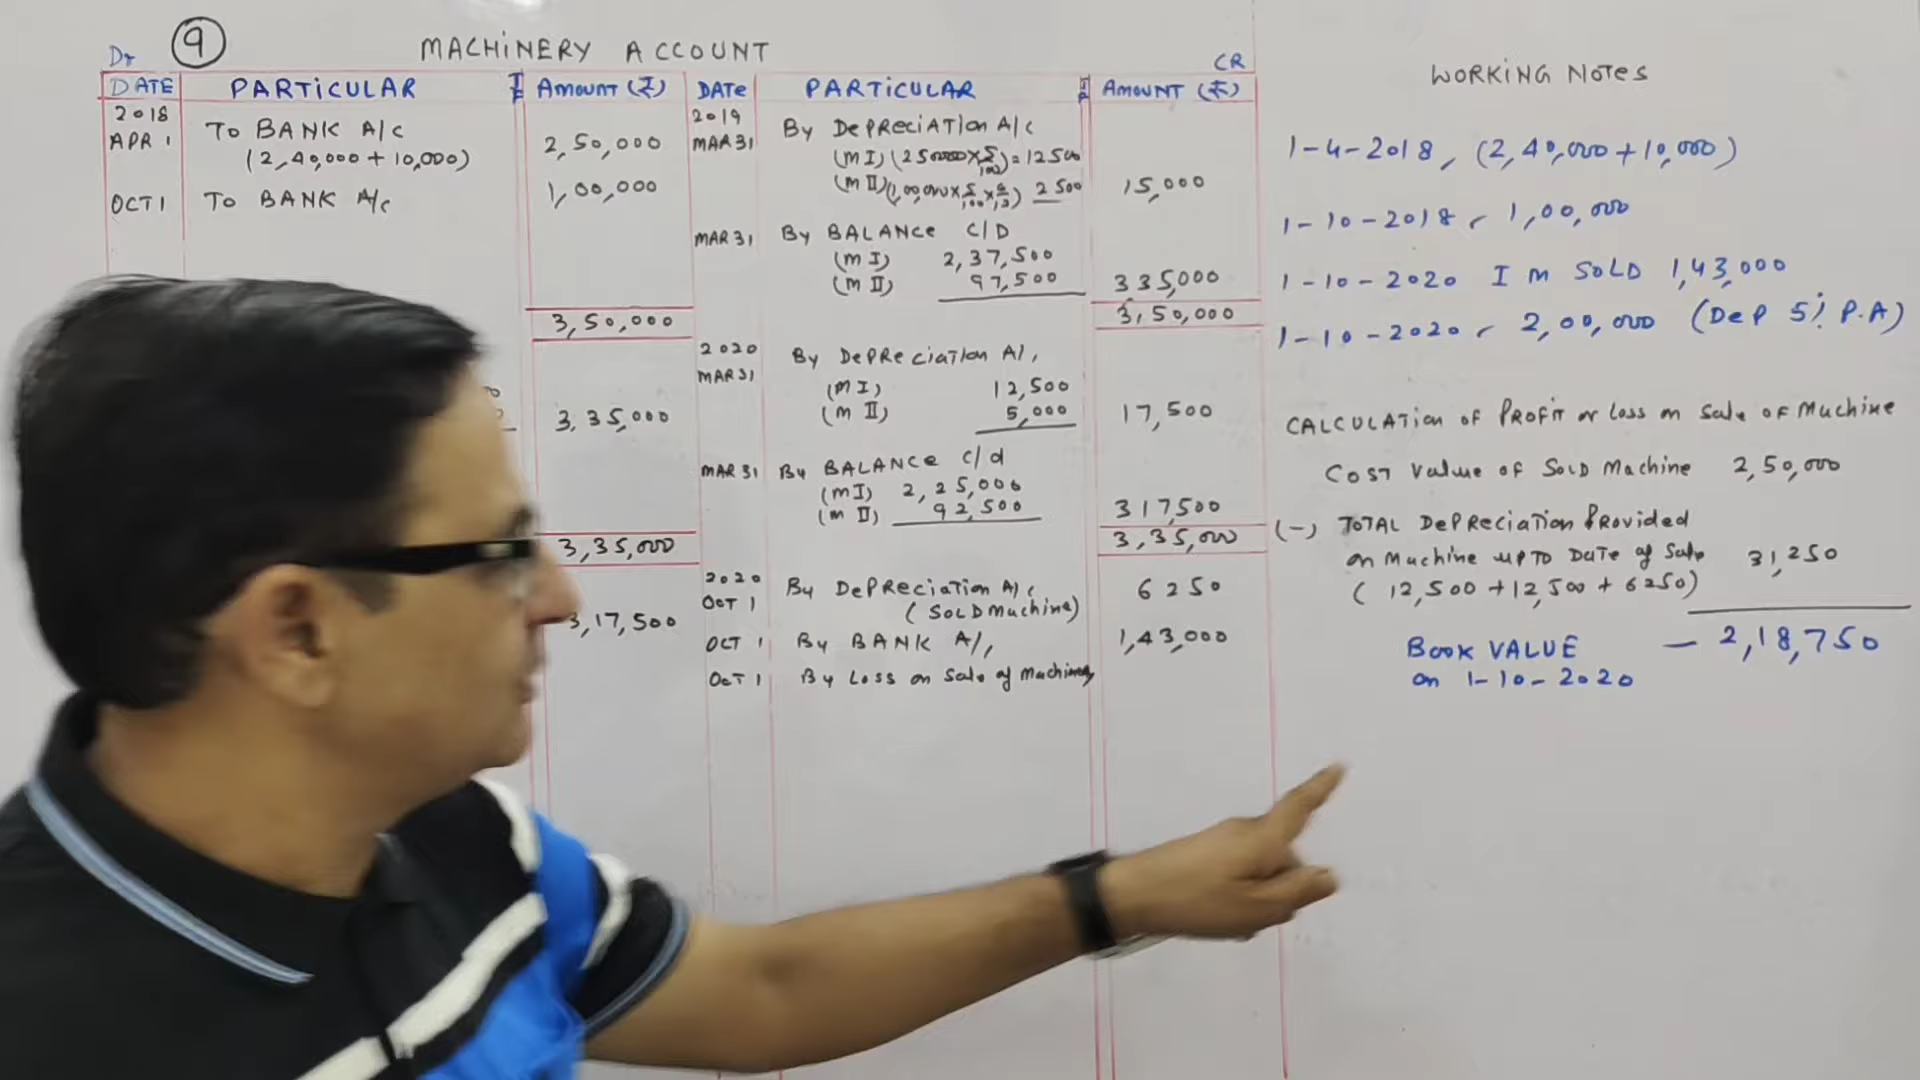 9
MACHINERY ACCOUNT
Dr
CR
DATE PARTICULAR Amount (₹) DATE PARTICULAR AMOUNT (₹)
2018
APR 1 To BANK A/c 2,50,000
(2,40,000 + 10,000)
OCT 1 To BANK A/c 1,00,000
3,50,000
3,35,000
3,35,000
3,17,500
2019
MAR 31 By DePRECIATION A/C
(M I) (250000 × 5/100) = 12500
(M II) (1,00,000 × 5/100 × 6/12) 2500 15,000
MAR 31 By BALANCE C/D
(M I) 2,37,500
(M II) 97,500 335,000
3,50,000
2020
MAR 31 By DePReciation A/,
(M I) 12,500
(M II) 5,000 17,500
MAR 31 By BALANCe c/d
(M I) 2,25,000
(M II) 92,500 317,500
3,35,000
2020
OCT 1 By DePReciation A/c 6250
(SOLD Machine)
OCT 1 By BANK A/, 1,43,000
OCT 1 By Loss on Sale of Machinery
WORKING NOTES
1-4-2018, (2,40,000 + 10,000)
1-10-2018, 1,00,000
1-10-2020 I M SOLD 1,43,000
1-10-2020, 2,00,000 (DeP 5% P.A)
CALCULATION OF PROFIT or Loss on Sale OF Machine
COST Value of SOLD Machine 2,50,000
(-) TOTAL DePReciation PRovided
on Machine up TO Date of Sale 31,250
(12,500 + 12,500 + 6250)
BOOK VALUE — 2,18,750
on 1-10-2020